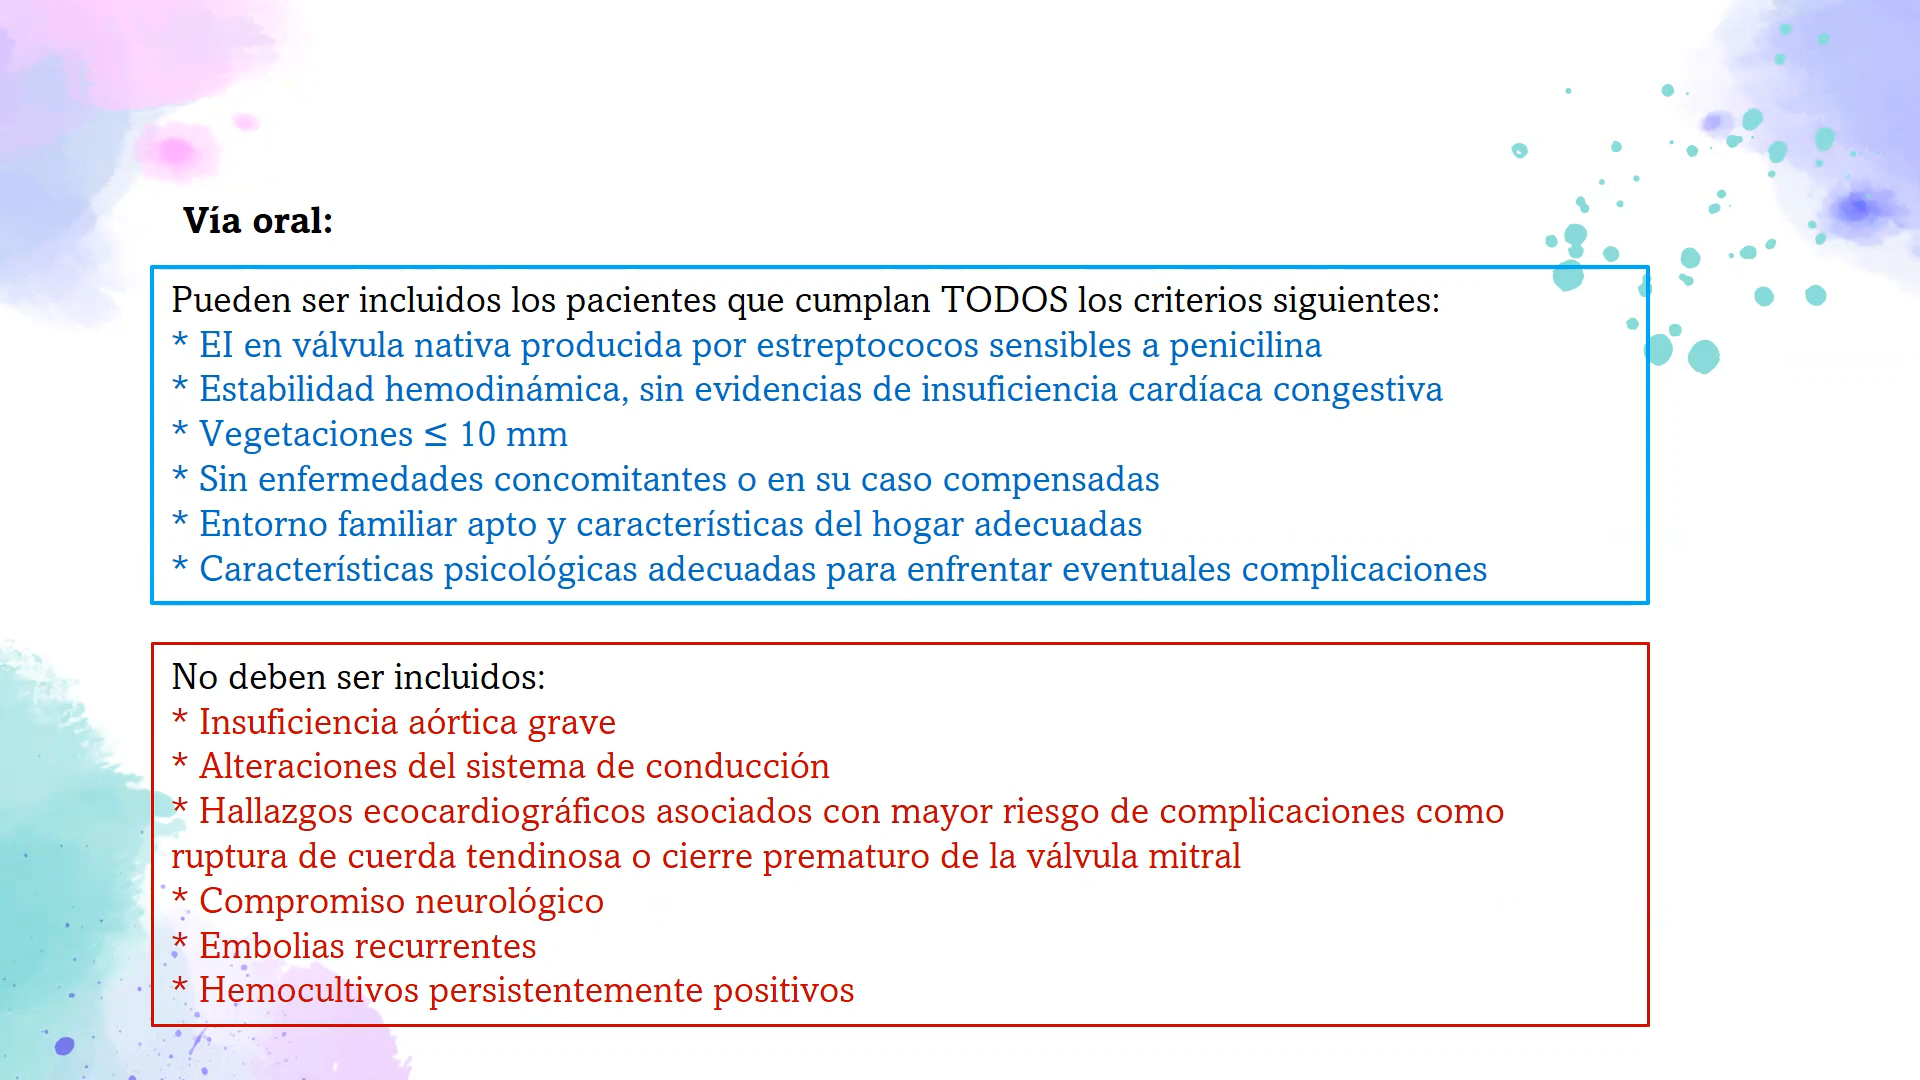 Vía oral:
Pueden ser incluidos los pacientes que cumplan TODOS los criterios siguientes:
* EI en válvula nativa producida por estreptococos sensibles a penicilina
* Estabilidad hemodinámica, sin evidencias de insuficiencia cardíaca congestiva
* Vegetaciones ≤ 10 mm
* Sin enfermedades concomitantes o en su caso compensadas
* Entorno familiar apto y características del hogar adecuadas
* Características psicológicas adecuadas para enfrentar eventuales complicaciones
No deben ser incluidos:
* Insuficiencia aórtica grave
* Alteraciones del sistema de conducción
* Hallazgos ecocardiográficos asociados con mayor riesgo de complicaciones como
ruptura de cuerda tendinosa o cierre prematuro de la válvula mitral
* Compromiso neurológico
* Embolias recurrentes
* Hemocultivos persistentemente positivos